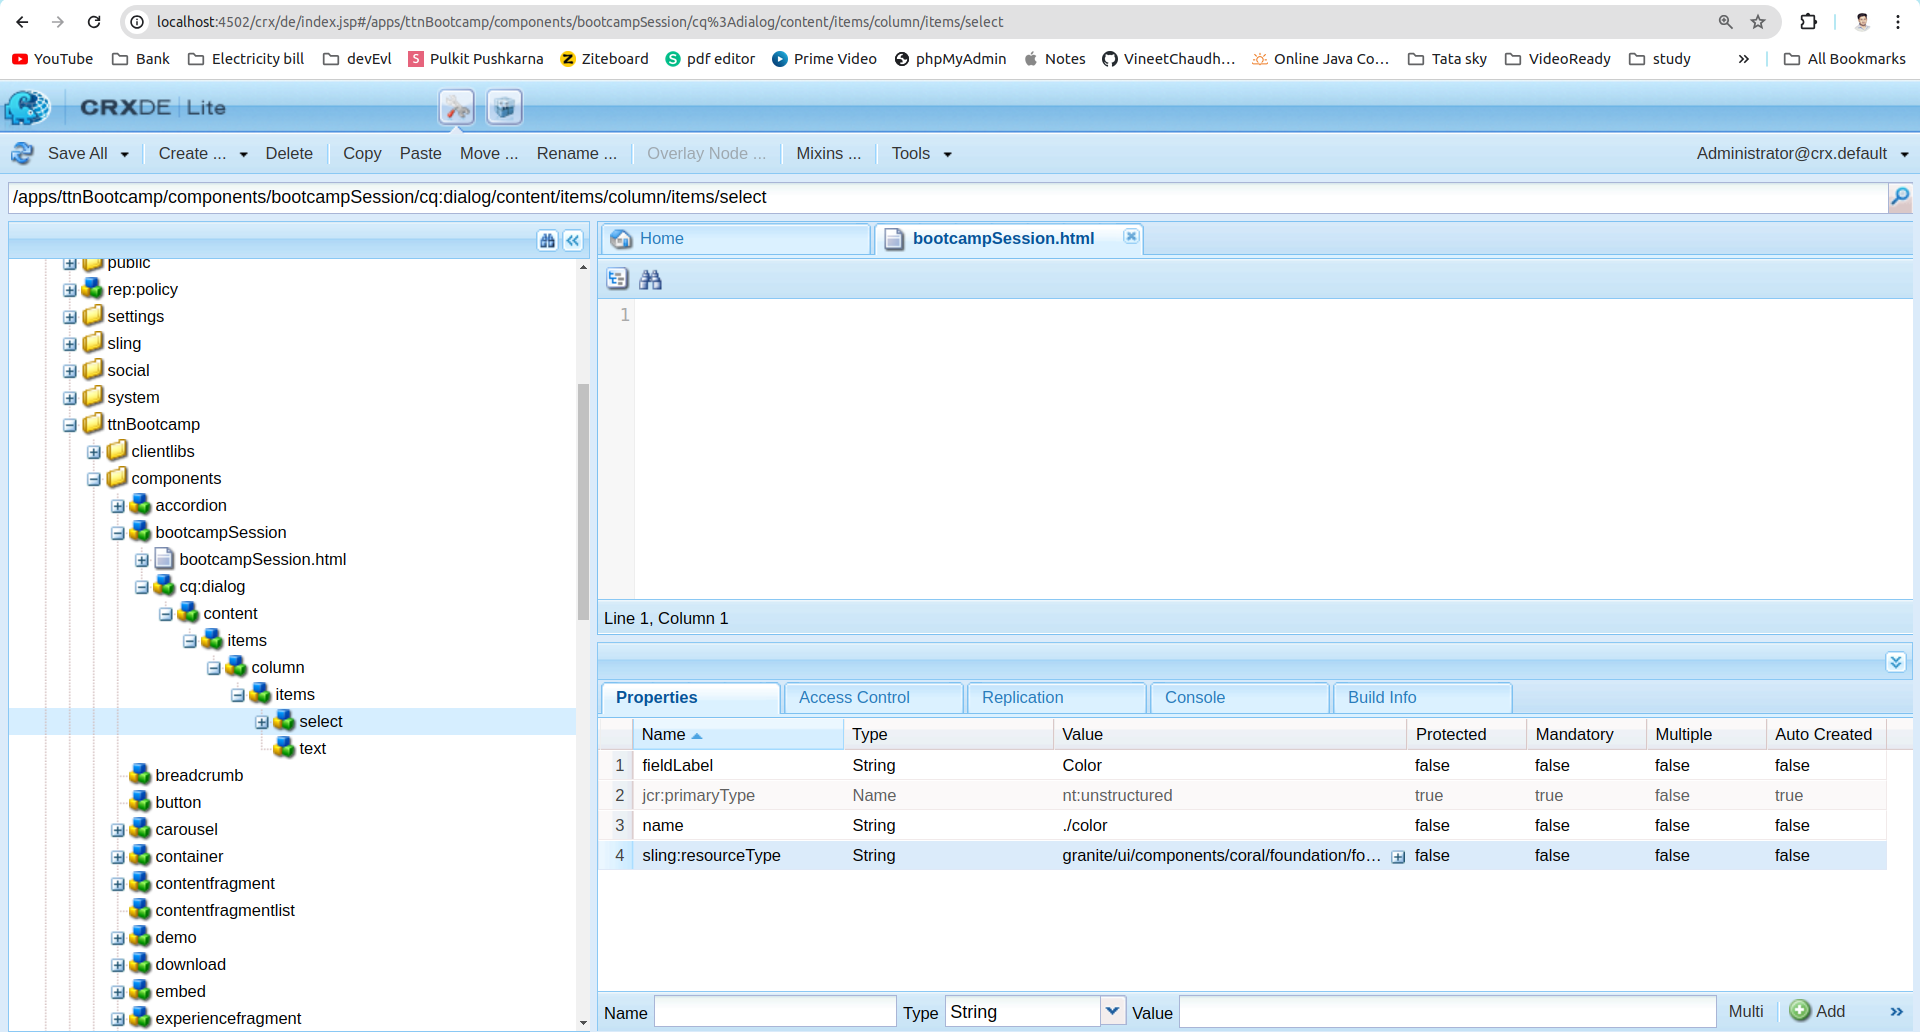 localhost:4502/crx/de/index.jsp#/apps/ttnBootcamp/components/bootcampSession/cq%3Adialog/content/items/column/items/select
YouTube Bank Electricity bill devEvl S Pulkit Pushkarna Z Ziteboard S pdf editor Prime Video phpMyAdmin Notes VineetChaudh... Online Java Co... Tata sky VideoReady study » All Bookmarks
CRXDE Lite
Save All Create ... Delete Copy Paste Move ... Rename ... Overlay Node ... Mixins ... Tools Administrator@crx.default
/apps/ttnBootcamp/components/bootcampSession/cq:dialog/content/items/column/items/select
public
rep:policy
settings
sling
social
system
ttnBootcamp
clientlibs
components
accordion
bootcampSession
bootcampSession.html
cq:dialog
content
items
column
items
select
text
breadcrumb
button
carousel
container
contentfragment
contentfragmentlist
demo
download
embed
experiencefragment
Home bootcampSession.html
1
Line 1, Column 1
Properties Access Control Replication Console Build Info
Name Type Value Protected Mandatory Multiple Auto Created
1 fieldLabel String Color false false false false
2 jcr:primaryType Name nt:unstructured true true false true
3 name String ./color false false false false
4 sling:resourceType String granite/ui/components/coral/foundation/fo... false false false false
Name Type String Value Multi Add »